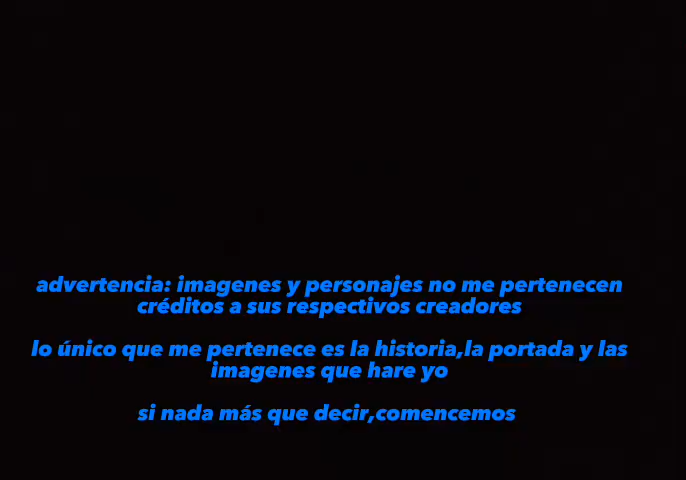 advertencia: imagenes y personajes no me pertenecen
créditos a sus respectivos creadores
lo único que me pertenece es la historia,la portada y las
imagenes que hare yo
si nada más que decir,comencemos